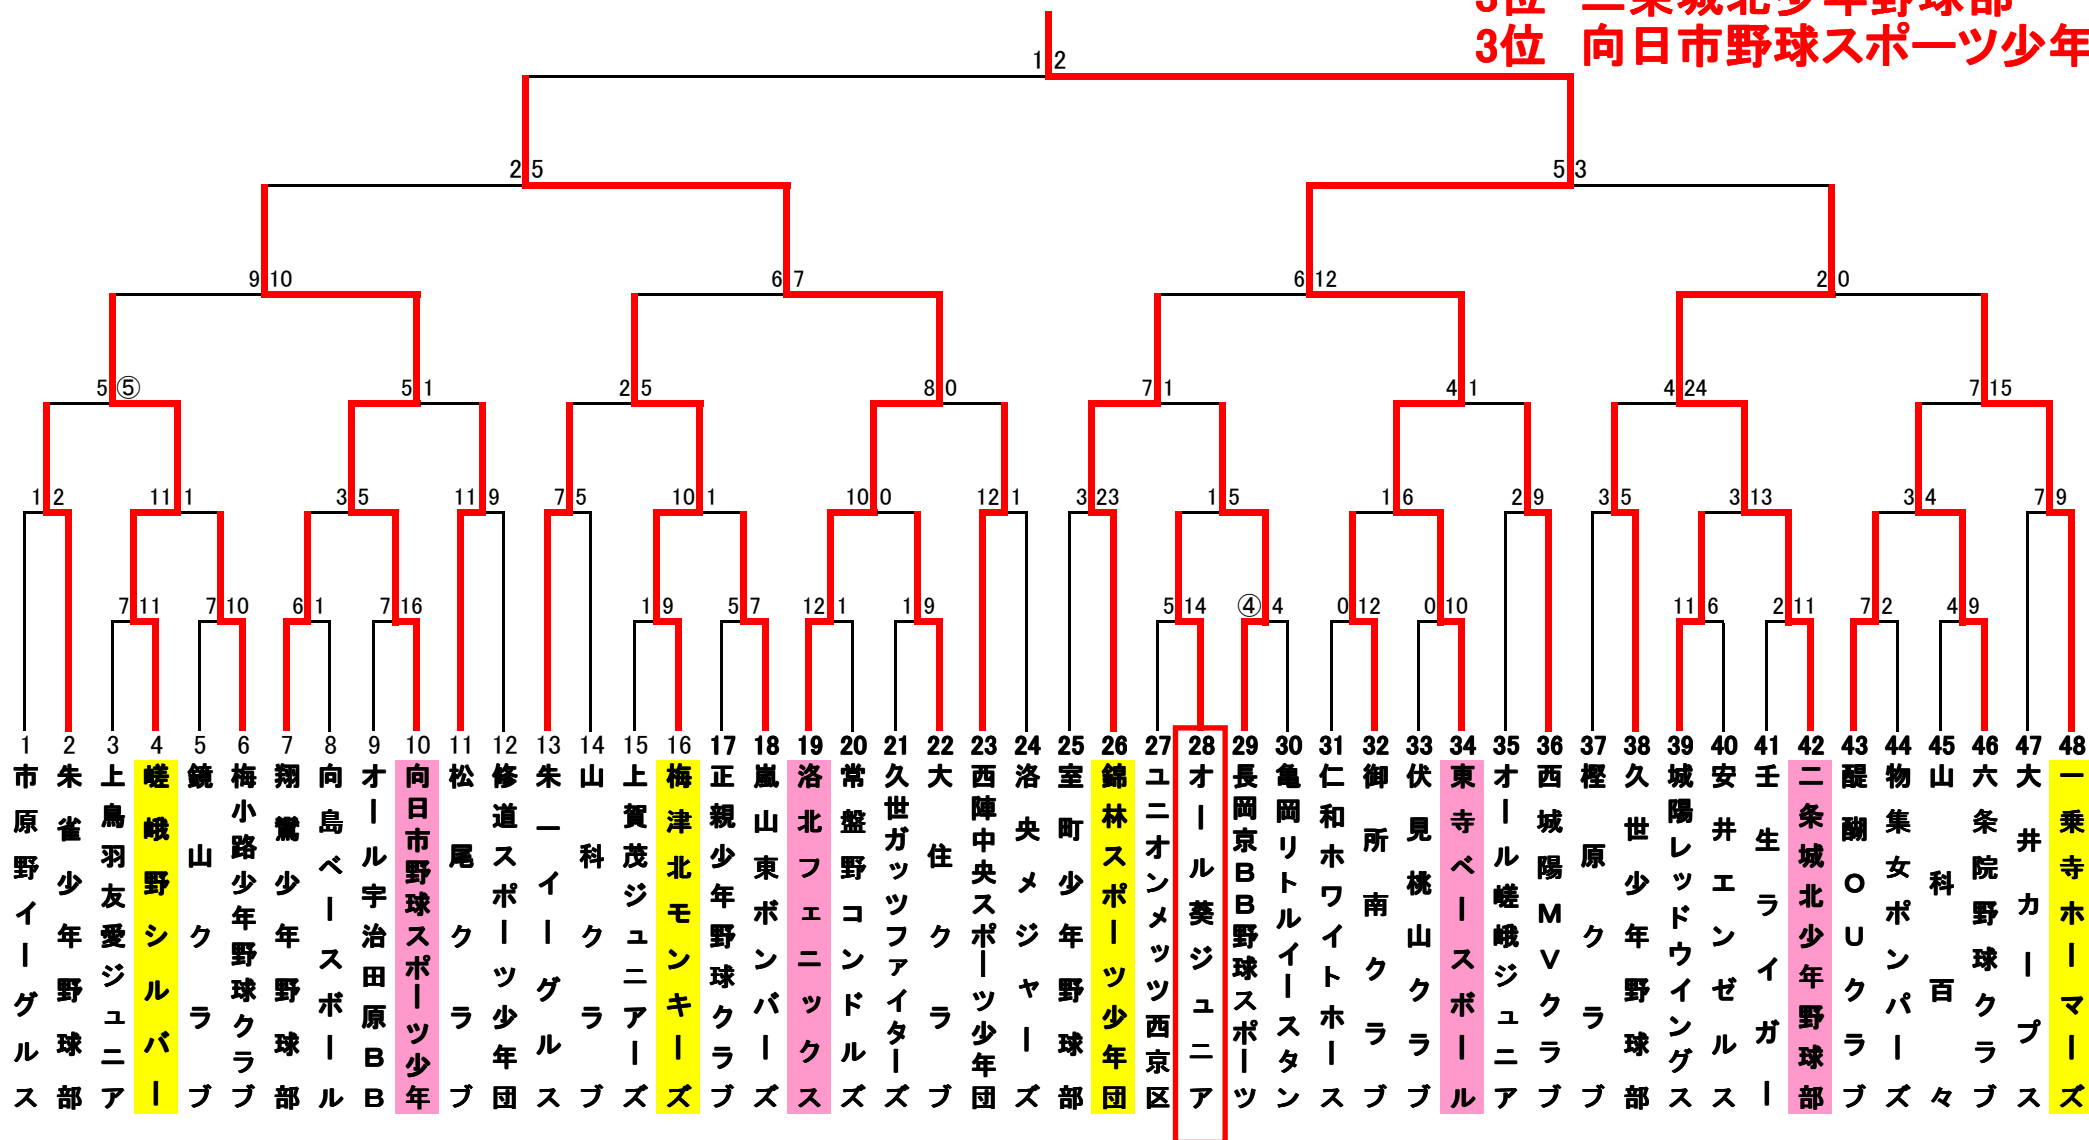 3位 二条城北少年野球部
3位 向日市野球スポーツ少年
1 2
2 5
5 3
9 10
6 7
6 12
2 0
5 ⑤
5 1
2 5
8 0
7 1
4 1
4 24
7 15
1 2
11 1
3 5
11 9
7 5
10 1
10 0
12 1
3 23
1 5
1 6
2 9
3 5
3 13
3 4
7 9
7 11
7 10
6 1
7 16
1 9
5 7
12 1
1 9
5 14
④ 4
0 12
0 10
11 6
2 11
7 2
4 9
1 市原野イーグルス
2 朱雀少年野球部
3 上鳥羽友愛ジュニア
4 嵯峨野シルバー
5 鏡山クラブ
6 梅小路少年野球クラブ
7 翔鸞少年野球部
8 向島ベースボール
9 オール宇治田原BB
10 向日市野球スポーツ少年
11 松尾クラブ
12 修道スポーツ少年団
13 朱一イーグルス
14 山科クラブ
15 上賀茂ジュニアーズ
16 梅津北モンキーズ
17 正親少年野球クラブ
18 嵐山東ボンバーズ
19 洛北フェニックス
20 常盤野コンドルズ
21 久世ガッツファイターズ
22 大住クラブ
23 西陣中央スポーツ少年団
24 洛央メジャーズ
25 室町少年野球部
26 錦林スポーツ少年団
27 ユニオンメッツ西京区
28 オール葵ジュニア
29 長岡京BB野球スポーツ
30 亀岡リトルイースタン
31 仁和ホワイトホース
32 御所南クラブ
33 伏見桃山クラブ
34 東寺ベースボール
35 オール嵯峨ジュニア
36 西城陽MVクラブ
37 樫原クラブ
38 久世少年野球部
39 城陽レッドウイングス
40 安井エンゼルス
41 壬生ライガー
42 二条城北少年野球部
43 醍醐OUクラブ
44 物集女ポンパーズ
45 山科百々
46 六条院野球クラブ
47 大井カープス
48 一乗寺ホーマーズ